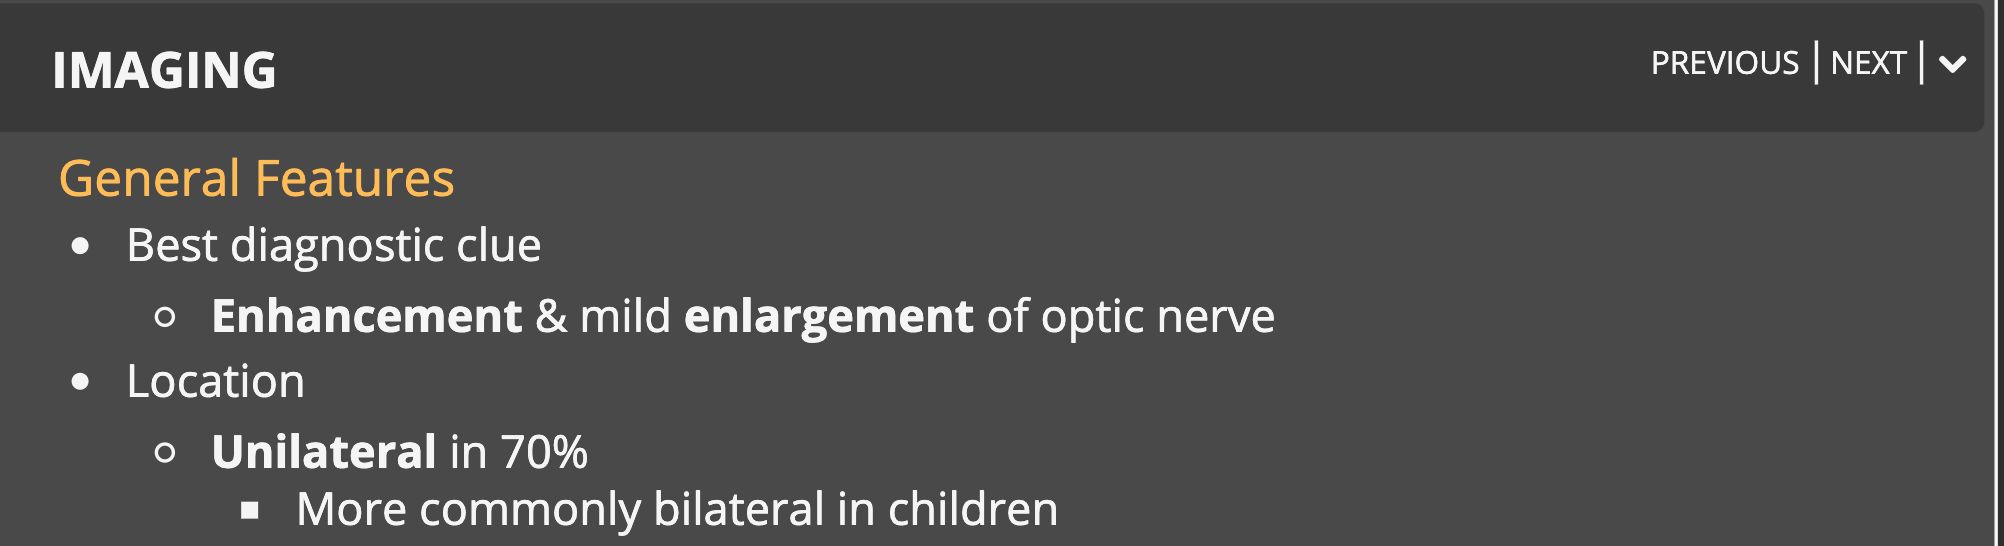 IMAGING
PREVIOUS | NEXT |
General Features
• Best diagnostic clue
○ Enhancement & mild enlargement of optic nerve
• Location
○ Unilateral in 70%
■ More commonly bilateral in children